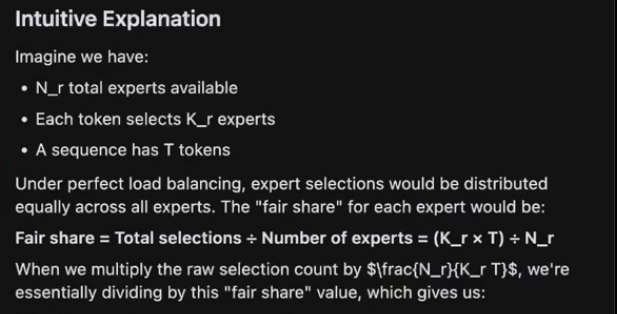 Intuitive Explanation
Imagine we have:
• N_r total experts available
• Each token selects K_r experts
• A sequence has T tokens
Under perfect load balancing, expert selections would be distributed
equally across all experts. The "fair share" for each expert would be:
Fair share = Total selections ÷ Number of experts = (K_r × T) ÷ N_r
When we multiply the raw selection count by $\frac{N_r}{K_r T}$, we're
essentially dividing by this "fair share" value, which gives us: